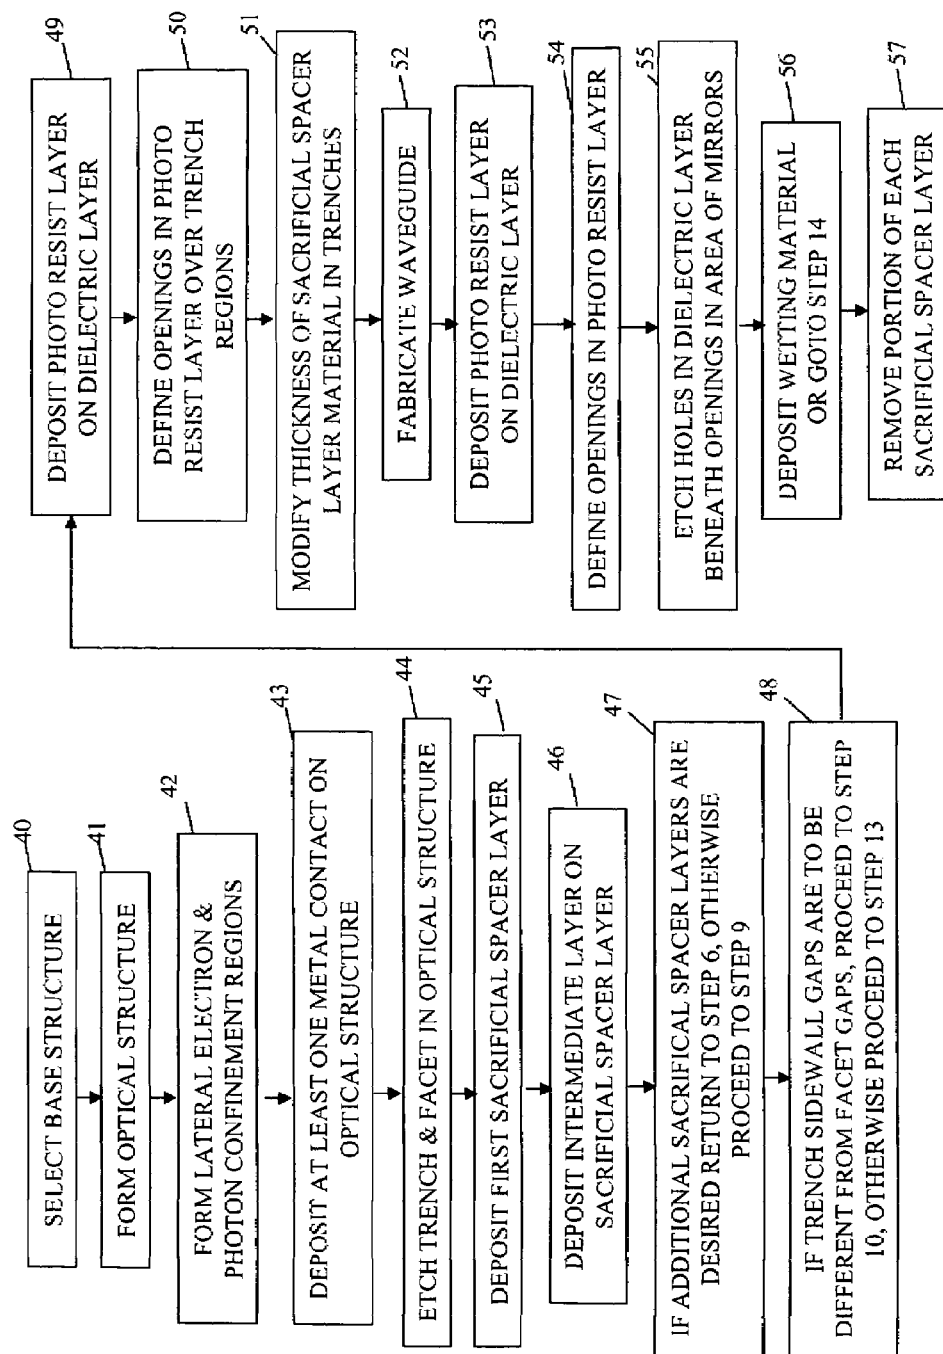 40
SELECT BASE STRUCTURE
41
FORM OPTICAL STRUCTURE
42
FORM LATERAL ELECTRON &
PHOTON CONFINEMENT REGIONS
43
DEPOSIT AT LEAST ONE METAL CONTACT ON
OPTICAL STRUCTURE
44
ETCH TRENCH & FACET IN OPTICAL STRUCTURE
45
DEPOSIT FIRST SACRIFICIAL SPACER LAYER
46
DEPOSIT INTERMEDIATE LAYER ON
SACRIFICIAL SPACER LAYER
47
IF ADDITIONAL SACRIFICAL SPACER LAYERS ARE
DESIRED RETURN TO STEP 6, OTHERWISE
PROCEED TO STEP 9
48
IF TRENCH SIDEWALL GAPS ARE TO BE
DIFFERENT FROM FACET GAPS, PROCEED TO STEP
10, OTHERWISE PROCEED TO STEP 13
49
DEPOSIT PHOTO RESIST LAYER
ON DIELECTRIC LAYER
50
DEFINE OPENINGS IN PHOTO
RESIST LAYER OVER TRENCH
REGIONS
51
MODIFY THICKNESS OF SACRIFICIAL SPACER
LAYER MATERIAL IN TRENCHES
52
FABRICATE WAVEGUIDE
53
DEPOSIT PHOTO RESIST LAYER
ON DIELECTRIC LAYER
54
DEFINE OPENINGS IN PHOTO RESIST LAYER
55
ETCH HOLES IN DIELECTRIC LAYER
BENEATH OPENINGS IN AREA OF MIRRORS
56
DEPOSIT WETTING MATERIAL
OR GOTO STEP 14
57
REMOVE PORTION OF EACH
SACRIFICIAL SPACER LAYER